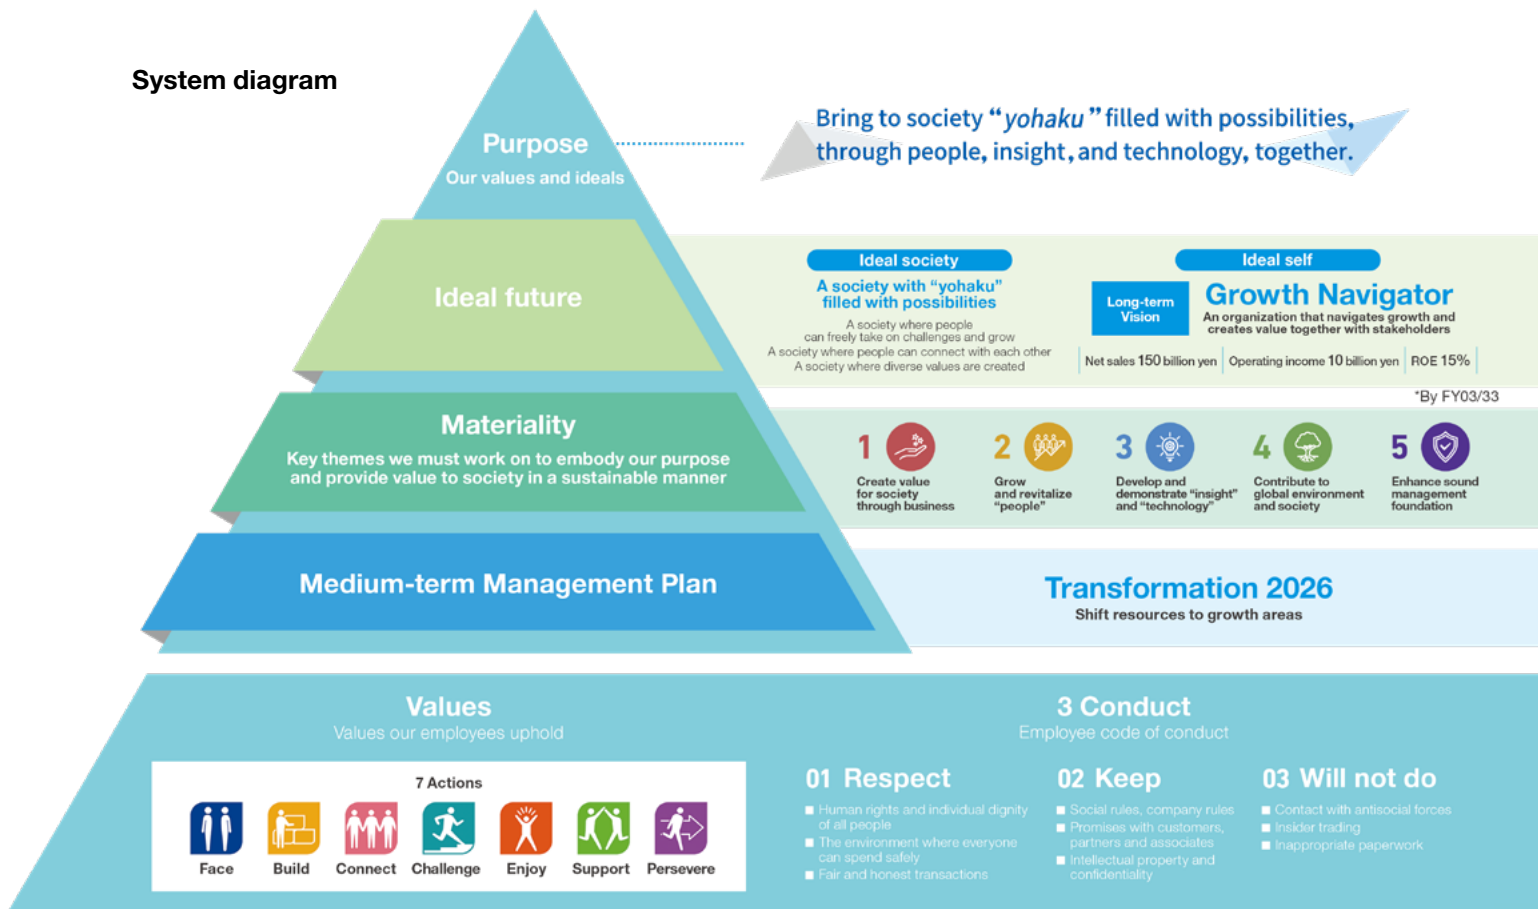 System diagram
Purpose
Our values and ideals
Bring to society “yohaku” filled with possibilities,
through people, insight, and technology, together.
Ideal future
Ideal society
A society with “yohaku”
filled with possibilities
A society where people
can freely take on challenges and grow
A society where people can connect with each other
A society where diverse values are created
Ideal self
Long-term
Vision
Growth Navigator
An organization that navigates growth and
creates value together with stakeholders
Net sales 150 billion yen
Operating income 10 billion yen
ROE 15%
*By FY03/33
Materiality
Key themes we must work on to embody our purpose
and provide value to society in a sustainable manner
1
Create value
for society
through business
2
Grow
and revitalize
“people”
3
Develop and
demonstrate “insight”
and “technology”
4
Contribute to
global environment
and society
5
Enhance sound
management
foundation
Medium-term Management Plan
Transformation 2026
Shift resources to growth areas
Values
Values our employees uphold
7 Actions
Face
Build
Connect
Challenge
Enjoy
Support
Persevere
3 Conduct
Employee code of conduct
01 Respect
■ Human rights and individual dignity
of all people
■ The environment where everyone
can spend safely
■ Fair and honest transactions
02 Keep
■ Social rules, company rules
■ Promises with customers,
partners and associates
■ Intellectual property and
confidentiality
03 Will not do
■ Contact with antisocial forces
■ Insider trading
■ Inappropriate paperwork